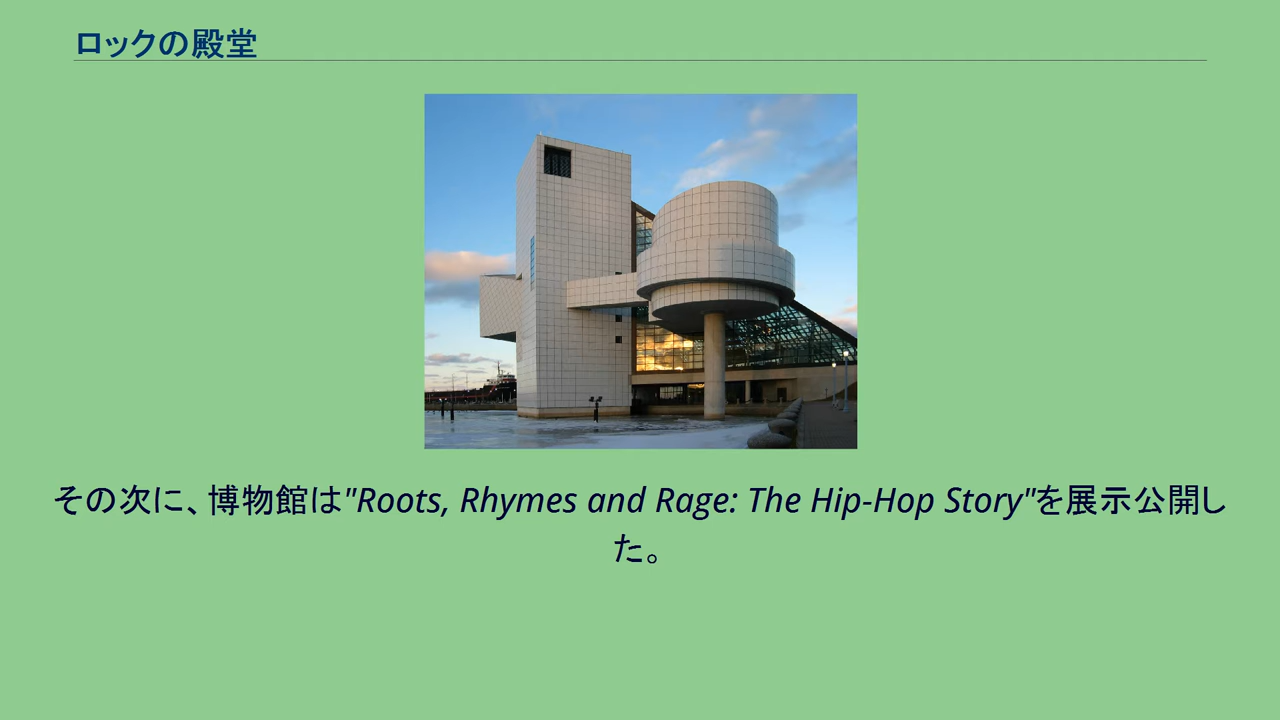 ロックの殿堂
その次に、博物館は"Roots, Rhymes and Rage: The Hip-Hop Story"を展示公開し
た。